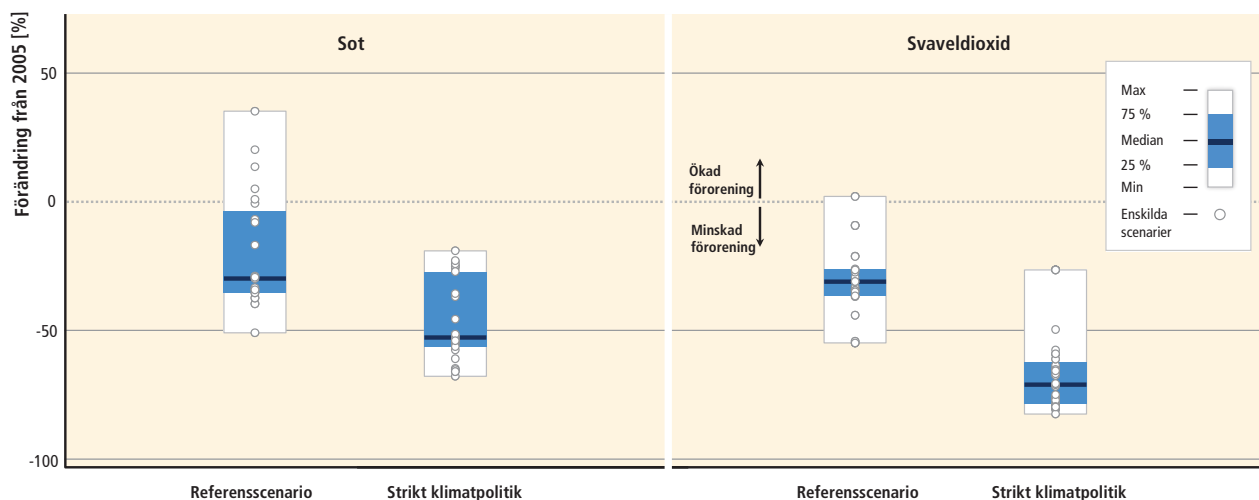 Förändring från 2005 [%]
50
0
-50
-100
Sot
Referensscenario
Strikt klimatpolitik
Svaveldioxid
Ökad
förorening
Minskad
förorening
Referensscenario
Strikt klimatpolitik
Max
75 %
Median
25 %
Min
Enskilda
scenarier